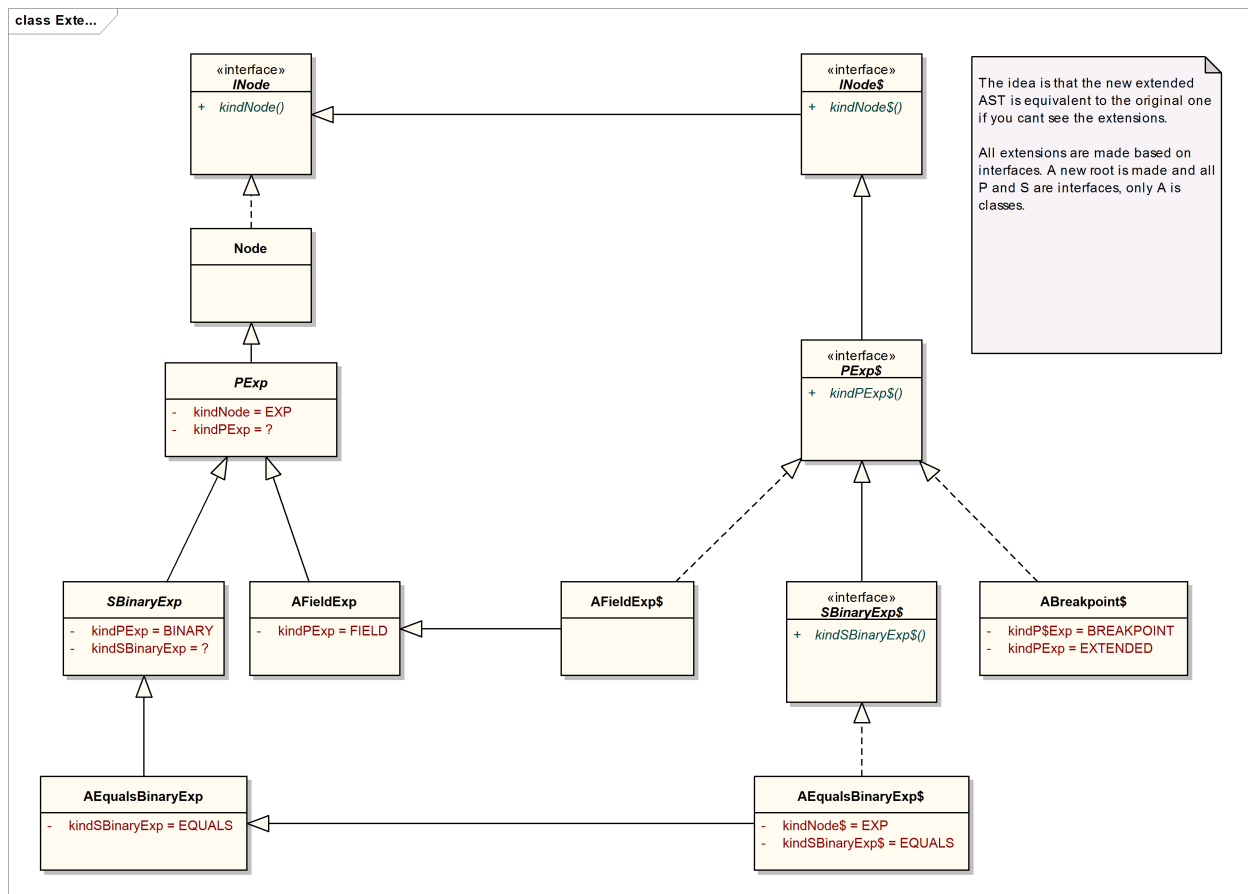 class Exte...
«interface»
INode
+ kindNode()
«interface»
INode$
+ kindNode$()
The idea is that the new extended
AST is equivalent to the original one
if you cant see the extensions.
All extensions are made based on
interfaces. A new root is made and all
P and S are interfaces, only A is
classes.
Node
PExp
- kindNode = EXP
- kindPExp = ?
«interface»
PExp$
+ kindPExp$()
SBinaryExp
- kindPExp = BINARY
- kindSBinaryExp = ?
AFieldExp
- kindPExp = FIELD
AFieldExp$
«interface»
SBinaryExp$
+ kindSBinaryExp$()
ABreakpoint$
- kindP$Exp = BREAKPOINT
- kindPExp = EXTENDED
AEqualsBinaryExp
- kindSBinaryExp = EQUALS
AEqualsBinaryExp$
- kindNode$ = EXP
- kindSBinaryExp$ = EQUALS